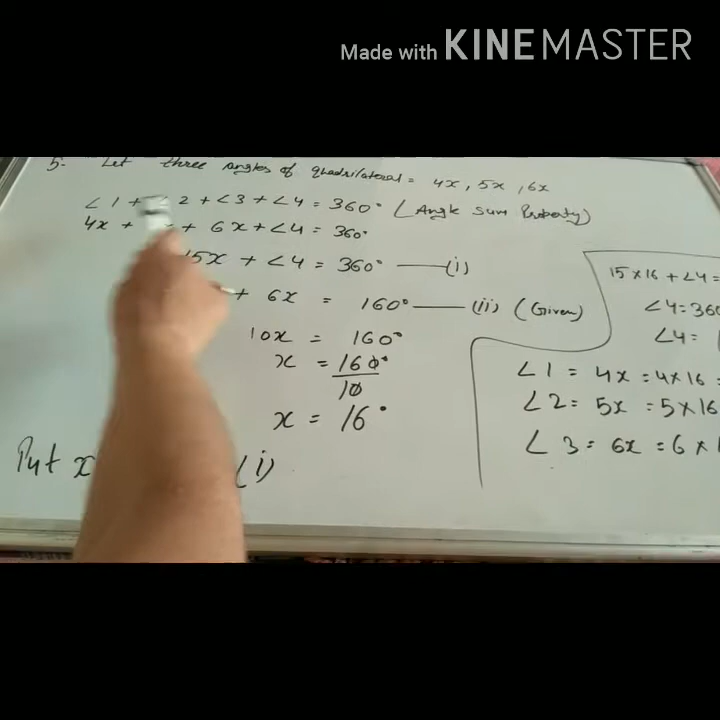 Made with KINEMASTER
5. Let three angles of quadrilateral = 4x, 5x, 6x
∠1 + ∠2 + ∠3 + ∠4 = 360° (Angle Sum Property)
4x + + 6x + ∠4 = 360°
15x + ∠4 = 360° —(i)
+ 6x = 160° —(ii) (Given)
10x = 160°
x = 160°/10
x = 16°
Put x (i)
15×16 + ∠4 =
∠4 = 360
∠4 =
∠1 = 4x = 4×16 =
∠2 = 5x = 5×16
∠3 = 6x = 6×1